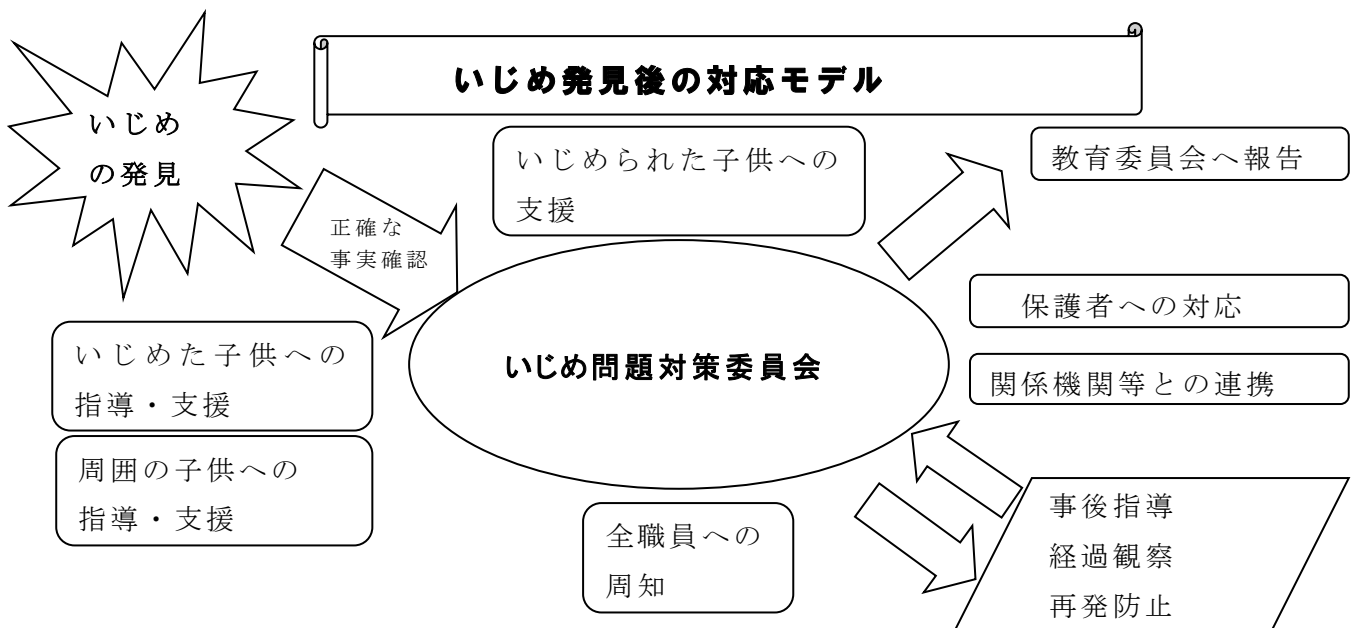 いじめ発見後の対応モデル
いじめ
の発見
正確な
事実確認
いじめられた子供への
支援
教育委員会へ報告
保護者への対応
関係機関等との連携
いじめた子供への
指導・支援
いじめ問題対策委員会
周囲の子供への
指導・支援
全職員への
周知
事後指導
経過観察
再発防止